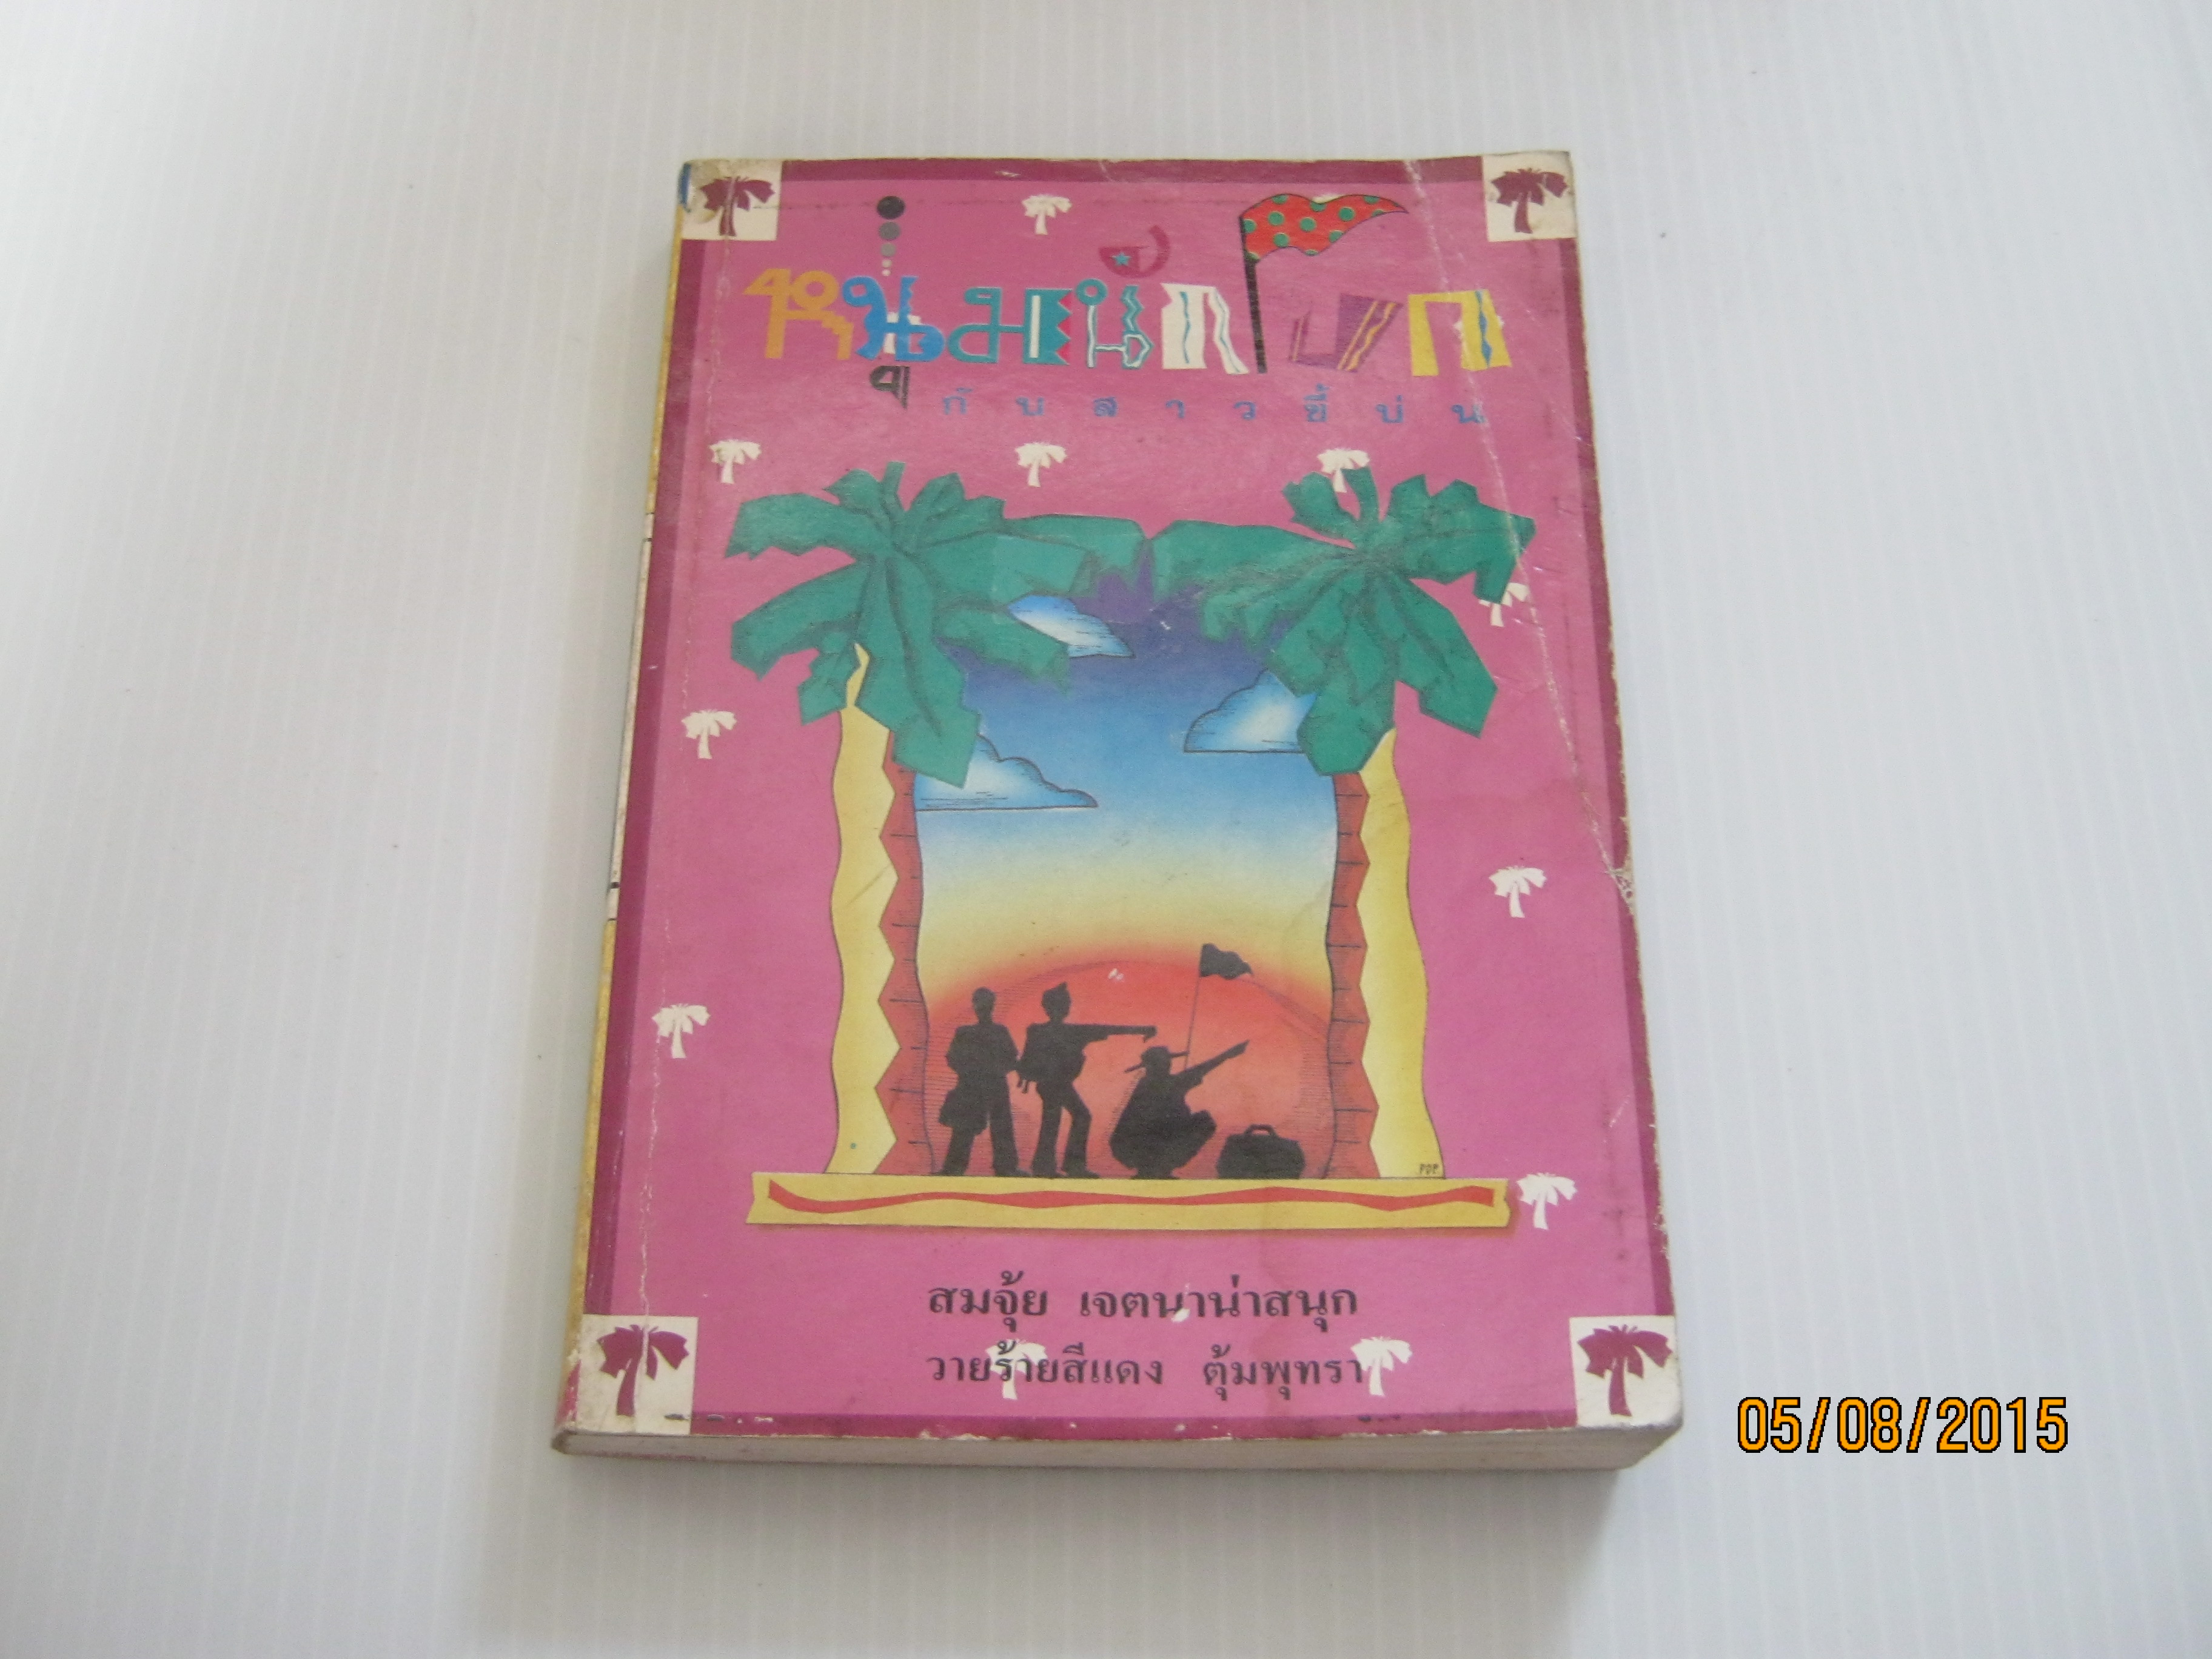 หนุ่มนักโบก
กับสาวขี้บ่น
PDP
สมจุ้ย เจตนาน่าสนุก
วายร้ายสีแดง ตุ้มพุทรา
05/08/2015